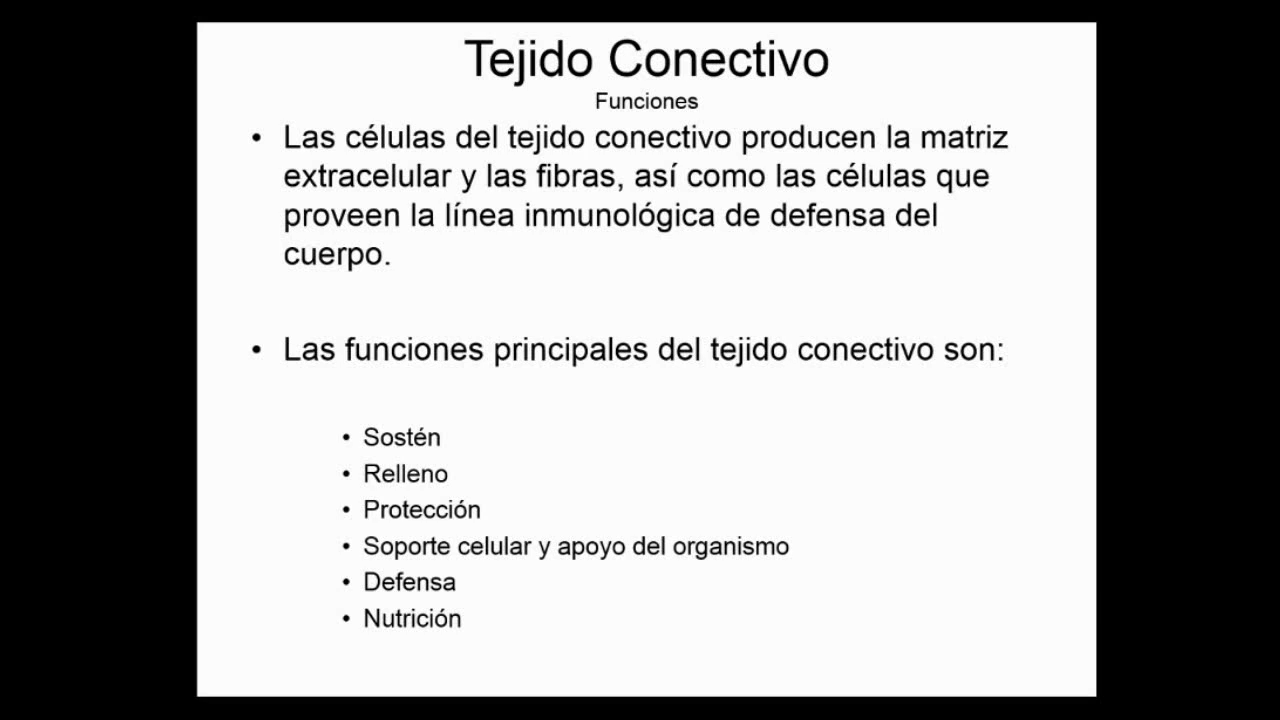 Tejido Conectivo
Funciones
• Las células del tejido conectivo producen la matriz
extracelular y las fibras, así como las células que
proveen la línea inmunológica de defensa del
cuerpo.
• Las funciones principales del tejido conectivo son:
• Sostén
• Relleno
• Protección
• Soporte celular y apoyo del organismo
• Defensa
• Nutrición